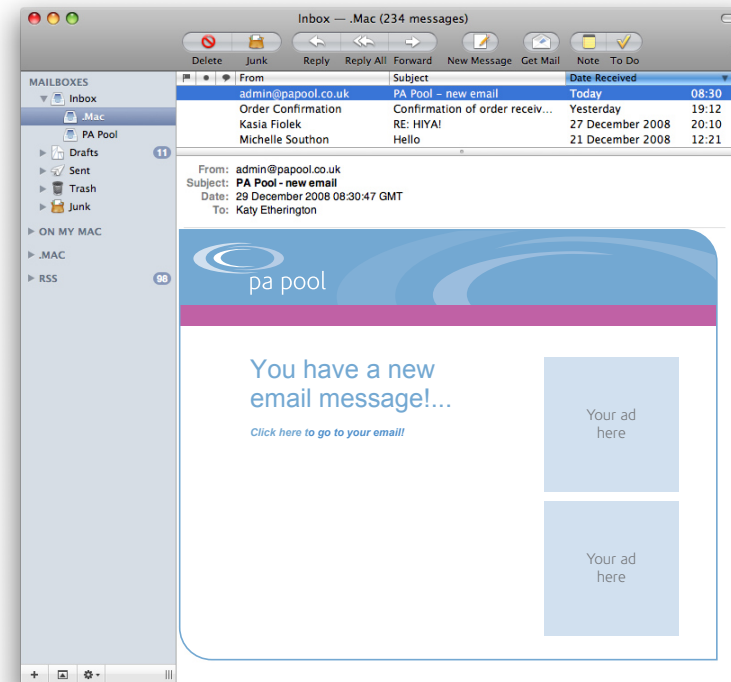 Inbox — .Mac (234 messages)
Delete Junk Reply Reply All Forward New Message Get Mail Note To Do
MAILBOXES
Inbox
.Mac
PA Pool
Drafts 11
Sent
Trash
Junk
ON MY MAC
.MAC
RSS 98
From Subject Date Received
admin@papool.co.uk PA Pool – new email Today 08:30
Order Confirmation Confirmation of order receiv... Yesterday 19:12
Kasia Fiolek RE: HIYA! 27 December 2008 20:10
Michelle Southon Hello 21 December 2008 12:21
From: admin@papool.co.uk
Subject: PA Pool - new email
Date: 29 December 2008 08:30:47 GMT
To: Katy Etherington
pa pool
You have a new
email message!...
Click here to go to your email!
Your ad
here
Your ad
here